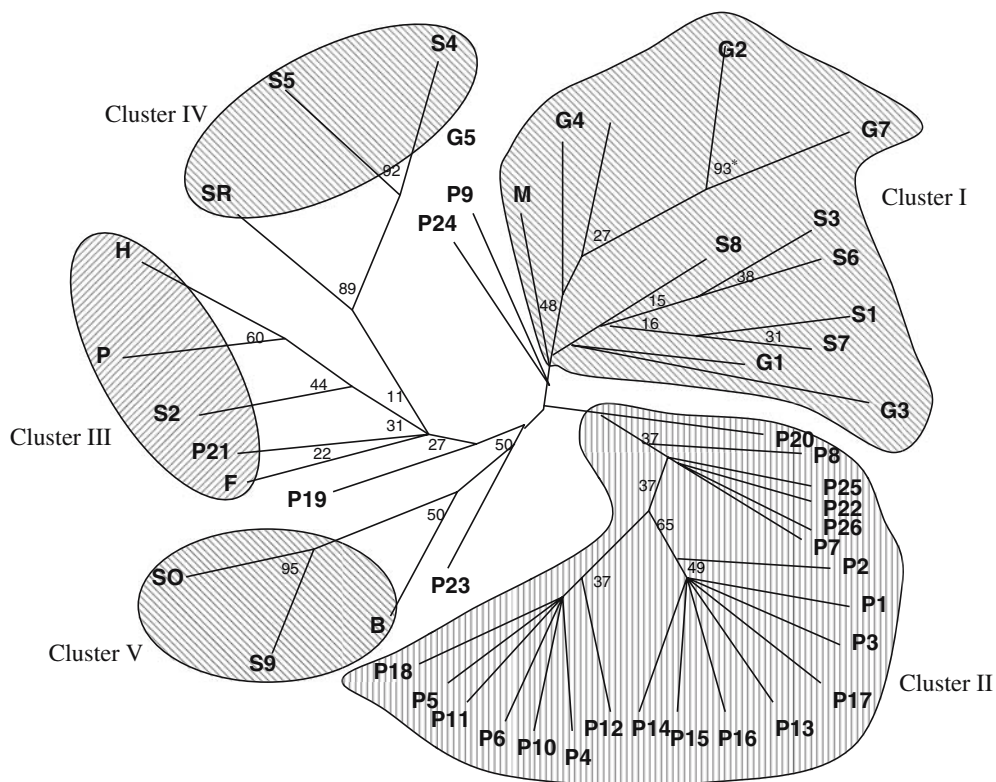 S4
G2
S5
Cluster IV
G4
G7
G5
92
93*
SR
P9
M
Cluster I
P24
S3
27
S8
S6
H
38
89
15
48
S1
16
31
S7
60
P
G1
44
11
S2
G3
Cluster III
31
P20
27
50
37
P8
P21
22
F
P25
37
P19
P22
50
65
P26
P7
SO
95
49
P2
37
P23
P1
B
P3
Cluster V
S9
P18
Cluster II
P5
P17
P11
P12
P14
P13
P6
P15
P16
P10
P4